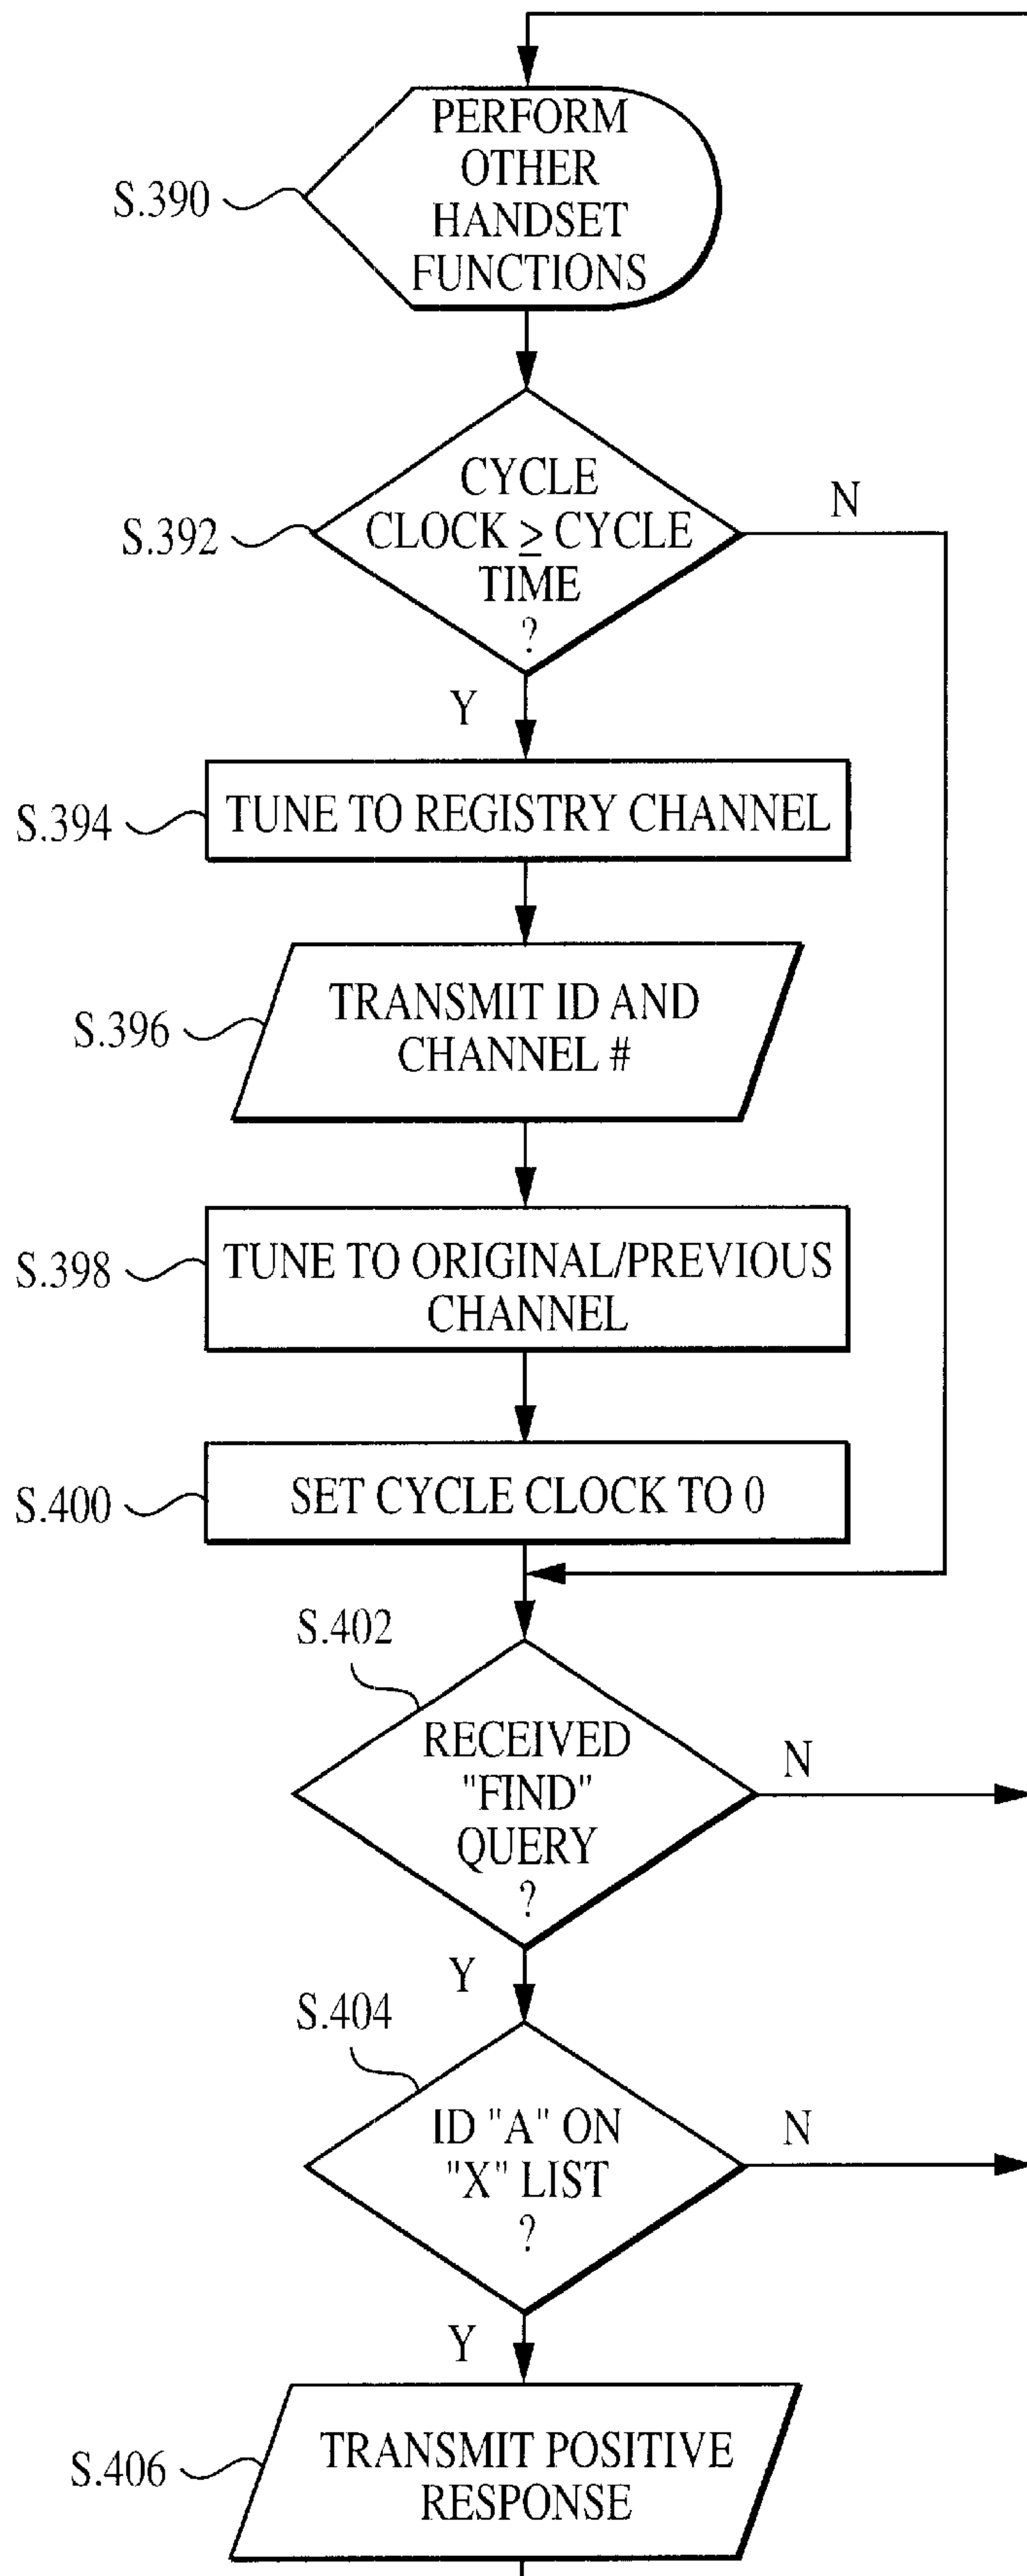 PERFORM
OTHER
HANDSET
FUNCTIONS
S.390
CYCLE
CLOCK ≥ CYCLE
TIME
?
S.392
N
Y
S.394
TUNE TO REGISTRY CHANNEL
S.396
TRANSMIT ID AND
CHANNEL #
S.398
TUNE TO ORIGINAL/PREVIOUS
CHANNEL
S.400
SET CYCLE CLOCK TO 0
S.402
RECEIVED
"FIND"
QUERY
?
N
Y
S.404
ID "A" ON
"X" LIST
?
N
Y
S.406
TRANSMIT POSITIVE
RESPONSE